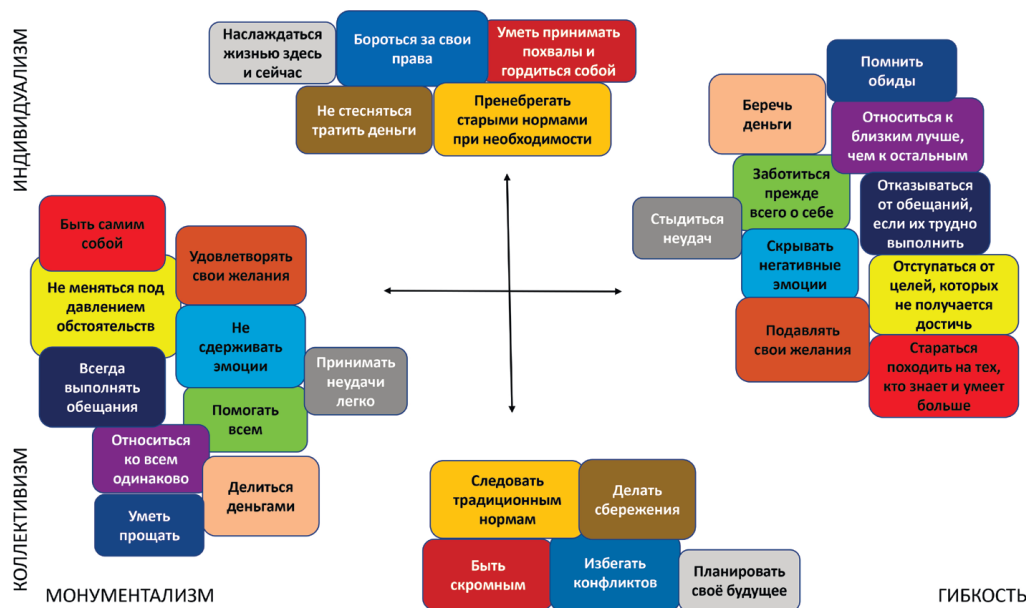 ИНДИВИДУАЛИЗМ
Наслаждаться
жизнью здесь
и сейчас
Бороться за свои
права
Уметь принимать
похвалы и
гордиться собой
Не стесняться
тратить деньги
Пренебрегать
старыми нормами
при необходимости
Помнить
обиды
Беречь
деньги
Относиться к
близким лучше,
чем к остальным
Заботиться
прежде
всего о себе
Отказываться
от обещаний,
если их трудно
выполнить
Стыдиться
неудач
Скрывать
негативные
эмоции
Отступаться от
целей, которых
не получается
достичь
Подавлять
свои желания
Стараться
походить на тех,
кто знает и умеет
больше
Быть самим
собой
Удовлетворять
свои желания
Не меняться под
давлением
обстоятельств
Не
сдерживать
эмоции
Принимать
неудачи
легко
Всегда
выполнять
обещания
Помогать
всем
Относиться
ко всем
одинаково
Делиться
деньгами
Уметь
прощать
Следовать
традиционным
нормам
Делать
сбережения
Быть
скромным
Избегать
конфликтов
Планировать
своё будущее
КОЛЛЕКТИВИЗМ
МОНУМЕНТАЛИЗМ
ГИБКОСТЬ